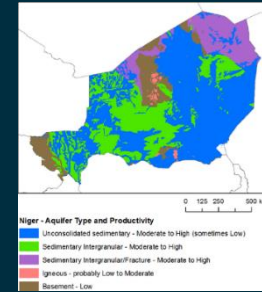 0 125 250 500 k
Niger - Aquifer Type and Productivity
Unconsolidated sedimentary - Moderate to High (sometimes Low)
Sedimentary Intergranular - Moderate to High
Sedimentary Intergranular/Fracture - Moderate to High
Igneous - probably Low to Moderate
Basement - Low